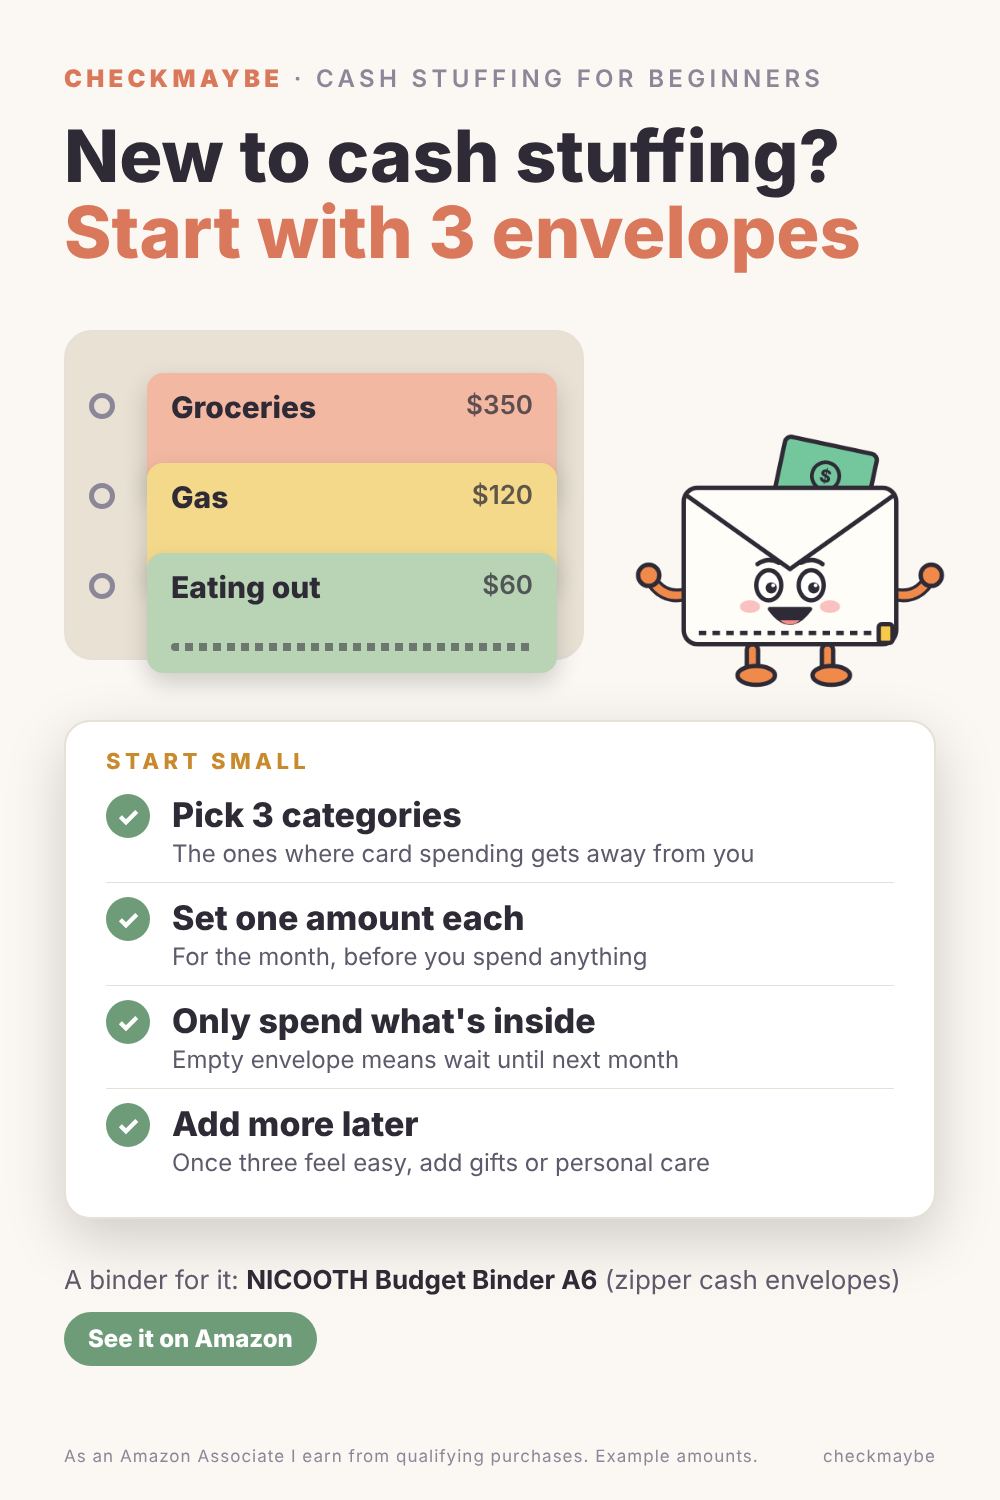 CHECKMAYBE · CASH STUFFING FOR BEGINNERS
New to cash stuffing?
Start with 3 envelopes
Groceries $350
Gas $120
Eating out $60
$
START SMALL
Pick 3 categories
The ones where card spending gets away from you
Set one amount each
For the month, before you spend anything
Only spend what's inside
Empty envelope means wait until next month
Add more later
Once three feel easy, add gifts or personal care
A binder for it: NICOOTH Budget Binder A6 (zipper cash envelopes)
See it on Amazon
As an Amazon Associate I earn from qualifying purchases. Example amounts. checkmaybe